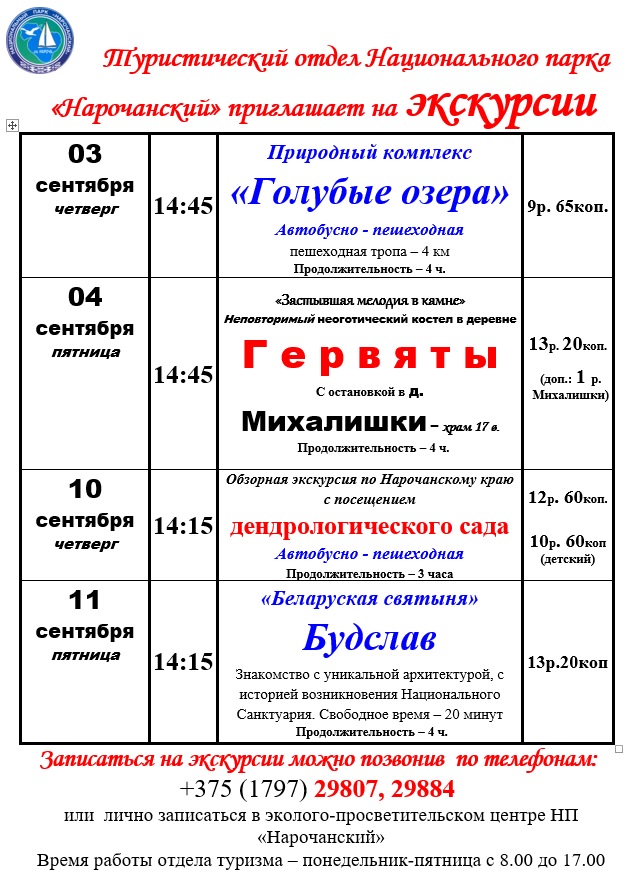 НАЦИОНАЛЬНЫЙ ПАРК «НАРОЧАНСКИЙ»
Туристический отдел Национального парка
«Нарочанский» приглашает на экскурсии
03
сентября
четверг
14:45
Природный комплекс
«Голубые озера»
Автобусно - пешеходная
пешеходная тропа – 4 км
Продолжительность – 4 ч.
9р. 65коп.
04
сентября
пятница
14:45
«Застывшая мелодия в камне»
Неповторимый неоготический костел в деревне
Гервяты
С остановкой в д.
Михалишки – храм 17 в.
Продолжительность – 4 ч.
13р. 20коп.
(доп.: 1 р.
Михалишки)
10
сентября
четверг
14:15
Обзорная экскурсия по Нарочанскому краю
с посещением
дендрологического сада
Автобусно - пешеходная
Продолжительность – 3 часа
12р. 60коп.
10р. 60коп
(детский)
11
сентября
пятница
14:15
«Беларуская святыня»
Будслав
Знакомство с уникальной архитектурой, с
историей возникновения Национального
Санктуария. Свободное время – 20 минут
Продолжительность – 4 ч.
13р.20коп
Записаться на экскурсии можно позвонив по телефонам:
+375 (1797) 29807, 29884
или лично записаться в эколого-просветительском центре НП
«Нарочанский»
Время работы отдела туризма – понедельник-пятница с 8.00 до 17.00